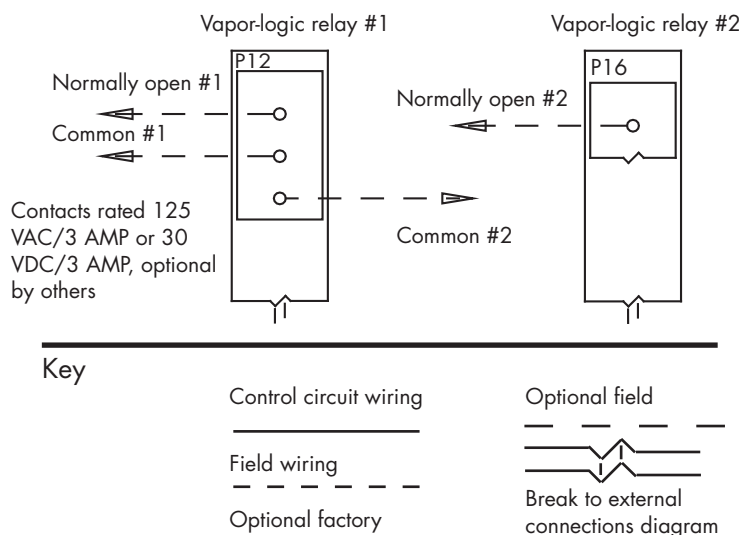 Vapor-logic relay #1
P12
Normally open #1
Common #1
Contacts rated 125
VAC/3 AMP or 30
VDC/3 AMP, optional
by others
Common #2
Vapor-logic relay #2
P16
Normally open #2
Key
Control circuit wiring
Field wiring
Optional factory
Optional field
Break to external
connections diagram